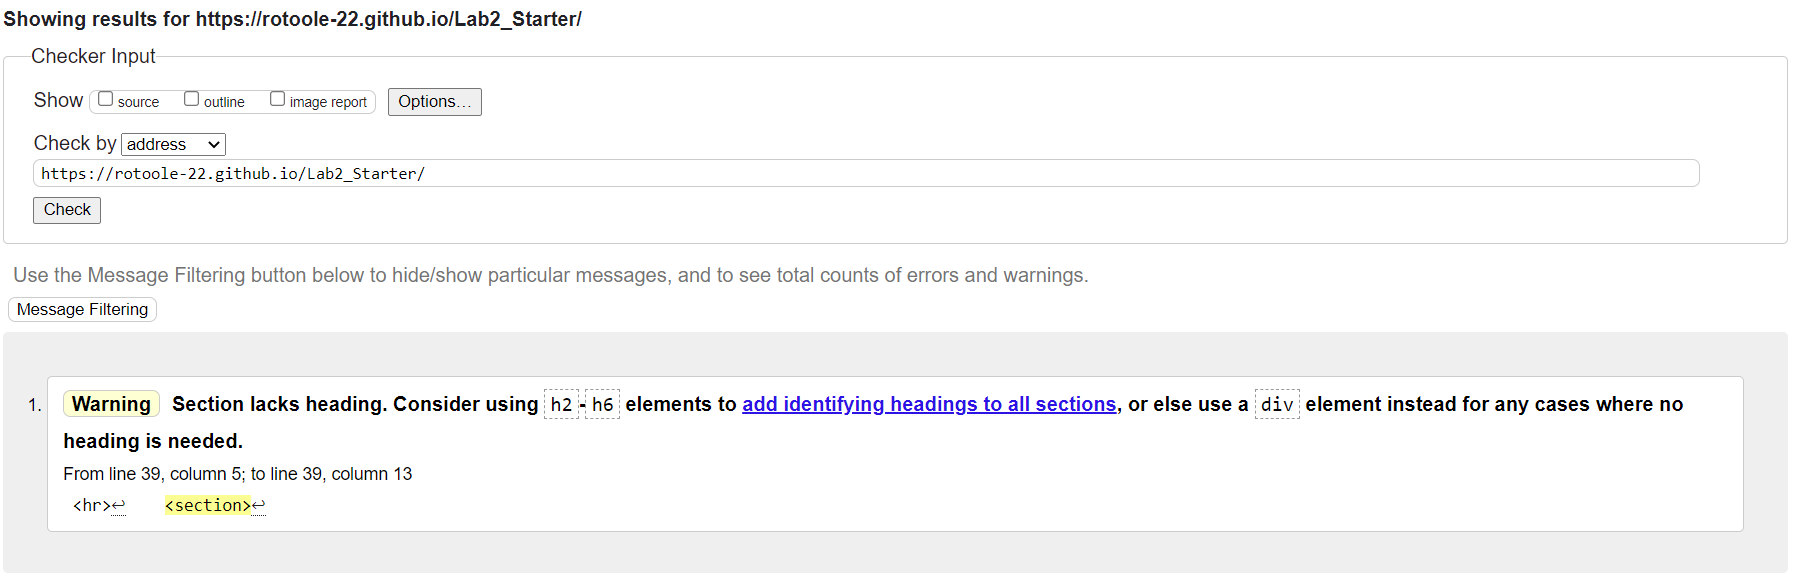 Showing results for https://rotoole-22.github.io/Lab2_Starter/
Checker Input
Show source outline image report Options...
Check by address
https://rotoole-22.github.io/Lab2_Starter/
Check
Use the Message Filtering button below to hide/show particular messages, and to see total counts of errors and warnings.
Message Filtering
1. Warning Section lacks heading. Consider using h2-h6 elements to add identifying headings to all sections, or else use a div element instead for any cases where no
heading is needed.
From line 39, column 5; to line 39, column 13
<hr>↩ <section>↩